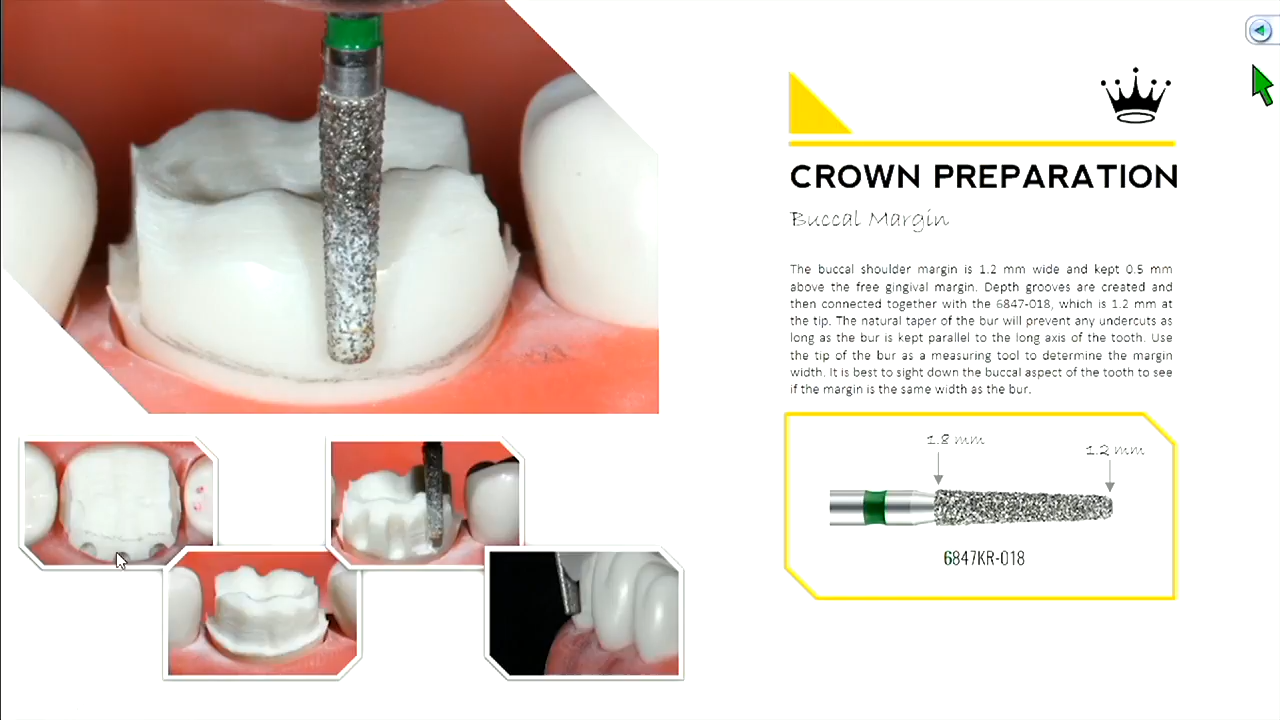 CROWN PREPARATION
Buccal Margin
The buccal shoulder margin is 1.2 mm wide and kept 0.5 mm
above the free gingival margin. Depth grooves are created and
then connected together with the 6847-018, which is 1.2 mm at
the tip. The natural taper of the bur will prevent any undercuts as
long as the bur is kept parallel to the long axis of the tooth. Use
the tip of the bur as a measuring tool to determine the margin
width. It is best to sight down the buccal aspect of the tooth to see
if the margin is the same width as the bur.
1.8 mm
1.2 mm
6847KR-018